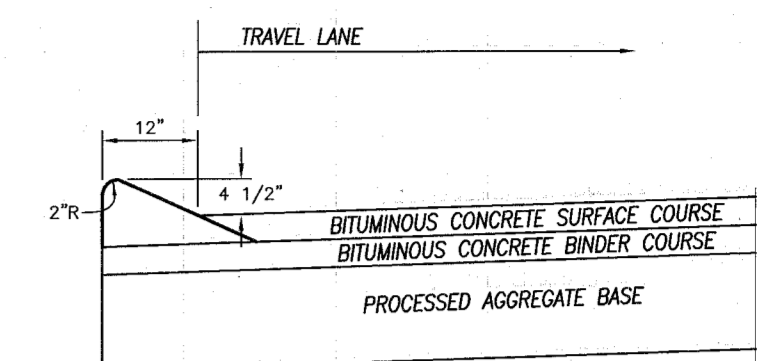 TRAVEL LANE
12"
4 1/2"
2"R
BITUMINOUS CONCRETE SURFACE COURSE
BITUMINOUS CONCRETE BINDER COURSE
PROCESSED AGGREGATE BASE